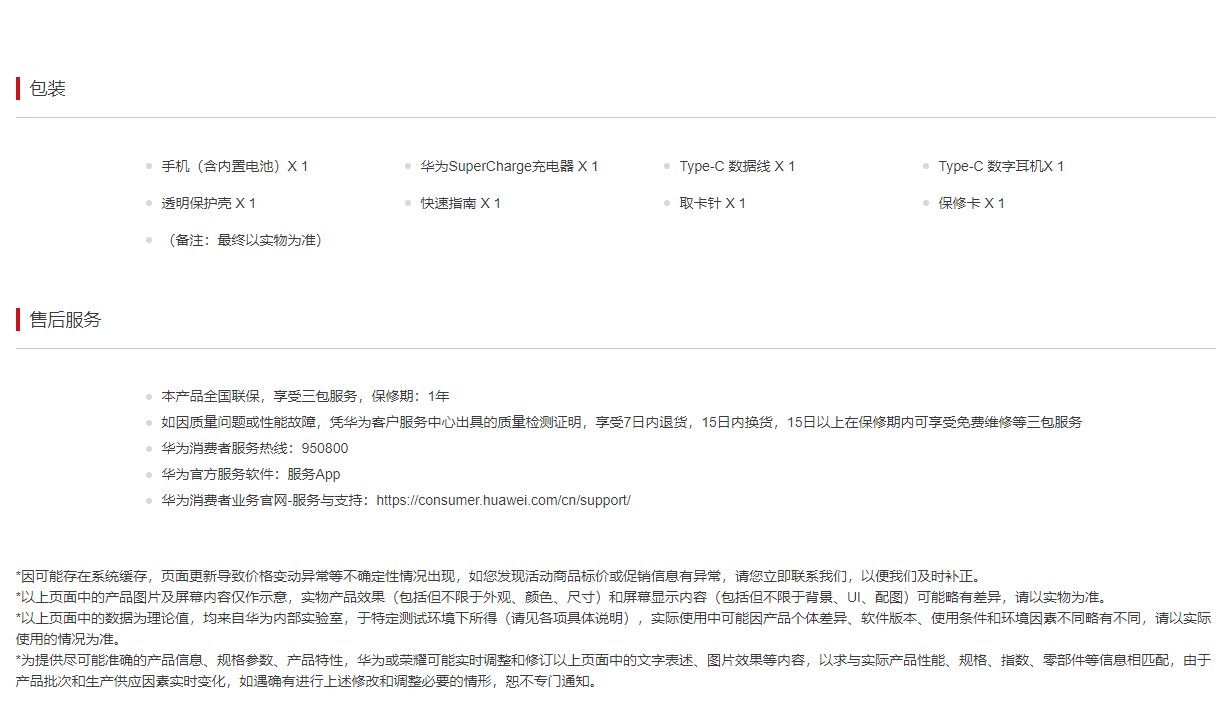 包装
手机（含内置电池）X 1
华为SuperCharge充电器 X 1
Type-C 数据线 X 1
Type-C 数字耳机X 1
透明保护壳 X 1
快速指南 X 1
取卡针 X 1
保修卡 X 1
（备注：最终以实物为准）
售后服务
本产品全国联保，享受三包服务，保修期：1年
如因质量问题或性能故障，凭华为客户服务中心出具的质量检测证明，享受7日内退货，15日内换货，15日以上在保修期内可享受免费维修等三包服务
华为消费者服务热线：950800
华为官方服务软件：服务App
华为消费者业务官网-服务与支持：https://consumer.huawei.com/cn/support/
*因可能存在系统缓存，页面更新导致价格变动异常等不确定性情况出现，如您发现活动商品标价或促销信息有异常，请您立即联系我们，以便我们及时补正。
*以上页面中的产品图片及屏幕内容仅作示意，实物产品效果（包括但不限于外观、颜色、尺寸）和屏幕显示内容（包括但不限于背景、UI、配图）可能略有差异，请以实物为准。
*以上页面中的数据为理论值，均来自华为内部实验室，于特定测试环境下所得（请见各项具体说明），实际使用中可能因产品个体差异、软件版本、使用条件和环境因素不同略有不同，请以实际
使用的情况为准。
*为提供尽可能准确的产品信息、规格参数、产品特性，华为或荣耀可能实时调整和修订以上页面中的文字表述、图片效果等内容，以求与实际产品性能、规格、指数、零部件等信息相匹配，由于
产品批次和生产供应因素实时变化，如遇确有进行上述修改和调整必要的情形，恕不专门通知。